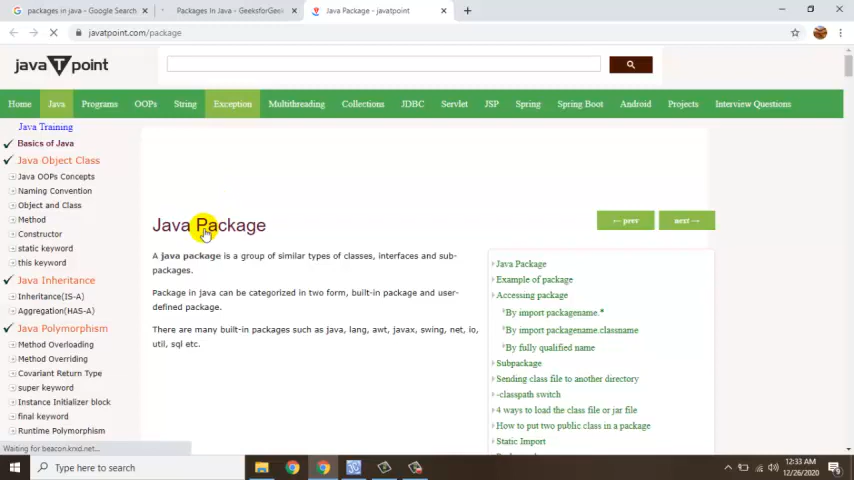 packages in java - Google Search
Packages In Java - GeeksforGee
Java Package - javatpoint
javatpoint.com/package
java T point
Home Java Programs OOPs String Exception Multithreading Collections JDBC Servlet JSP Spring Spring Boot Android Projects Interview Questions
Java Training
Basics of Java
Java Object Class
Java OOPs Concepts
Naming Convention
Object and Class
Method
Constructor
static keyword
this keyword
Java Inheritance
Inheritance(IS-A)
Aggregation(HAS-A)
Java Polymorphism
Method Overloading
Method Overriding
Covariant Return Type
super keyword
Instance Initializer block
final keyword
Runtime Polymorphism
Java Package
← prev next →
A java package is a group of similar types of classes, interfaces and sub-
packages.
Package in java can be categorized in two form, built-in package and user-
defined package.
There are many built-in packages such as java, lang, awt, javax, swing, net, io,
util, sql etc.
Java Package
Example of package
Accessing package
By import packagename.*
By import packagename.classname
By fully qualified name
Subpackage
Sending class file to another directory
-classpath switch
4 ways to load the class file or jar file
How to put two public class in a package
Static Import
Waiting for beacon.krxd.net...
Type here to search
12:33 AM
12/26/2020